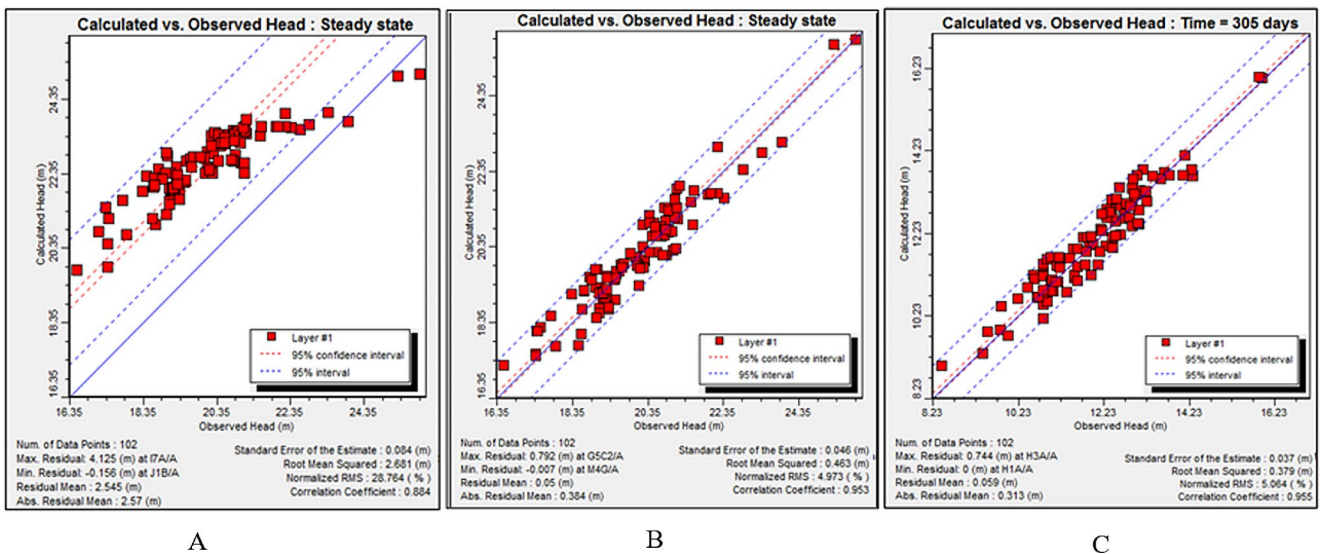 Calculated vs. Observed Head : Steady state
Calculated Head (m)
24.35
22.35
20.35
18.35
16.35
16.35 18.35 20.35 22.35 24.35
Observed Head (m)
Layer #1
95% confidence interval
95% interval
Num. of Data Points : 102
Max. Residual: 4.125 (m) at I7A/A
Min. Residual: -0.156 (m) at J1B/A
Residual Mean : 2.545 (m)
Abs. Residual Mean : 2.57 (m)
Standard Error of the Estimate : 0.084 (m)
Root Mean Squared : 2.681 (m)
Normalized RMS : 28.764 ( % )
Correlation Coefficient : 0.884
A
Calculated vs. Observed Head : Steady state
Calculated Head (m)
24.35
22.35
20.35
18.35
16.35
16.35 18.35 20.35 22.35 24.35
Observed Head (m)
Layer #1
95% confidence interval
95% interval
Num. of Data Points : 102
Max. Residual: 0.792 (m) at G5C2/A
Min. Residual: -0.007 (m) at M4G/A
Residual Mean : 0.05 (m)
Abs. Residual Mean : 0.384 (m)
Standard Error of the Estimate : 0.046 (m)
Root Mean Squared : 0.463 (m)
Normalized RMS : 4.973 ( % )
Correlation Coefficient : 0.953
B
Calculated vs. Observed Head : Time = 305 days
Calculated Head (m)
16.23
14.23
12.23
10.23
8.23
8.23 10.23 12.23 14.23 16.23
Observed Head (m)
Layer #1
95% confidence interval
95% interval
Num. of Data Points : 102
Max. Residual: 0.744 (m) at H3A/A
Min. Residual: 0 (m) at H1A/A
Residual Mean : 0.059 (m)
Abs. Residual Mean : 0.313 (m)
Standard Error of the Estimate : 0.037 (m)
Root Mean Squared : 0.379 (m)
Normalized RMS : 5.064 ( % )
Correlation Coefficient : 0.955
C